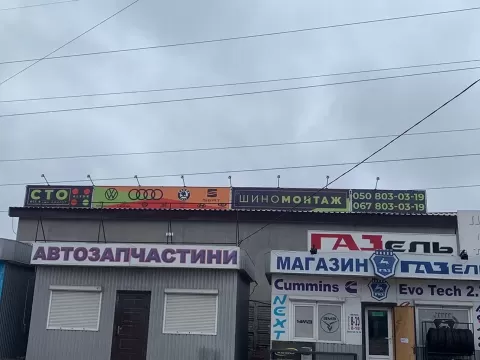 СТО
ШИНОМОНТАЖ
050 803-03-19
067 803-03-19
ГАЗЕЛЬ
АВТОЗАПЧАСТИНИ
МАГАЗИН ГАЗЕЛЬ
Cummins
Evo Tech 2.
NEXT